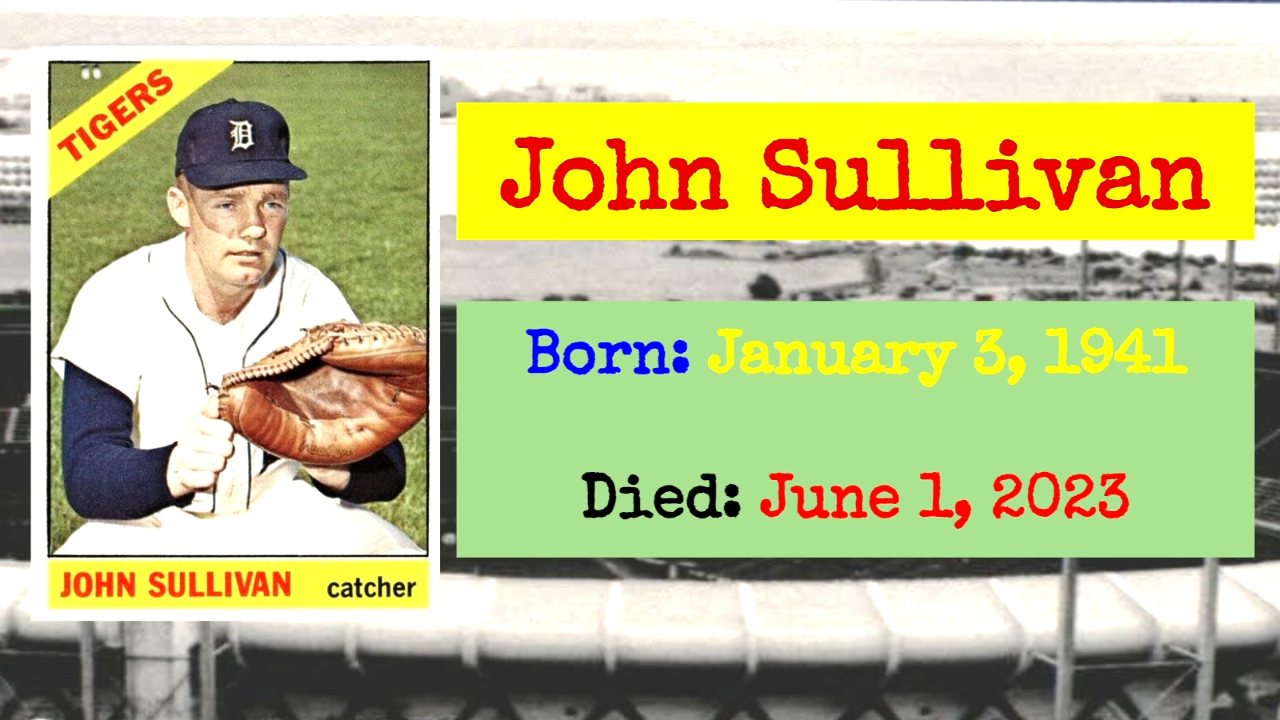 TIGERS
D
JOHN SULLIVAN catcher
John Sullivan
Born: January 3, 1941
Died: June 1, 2023